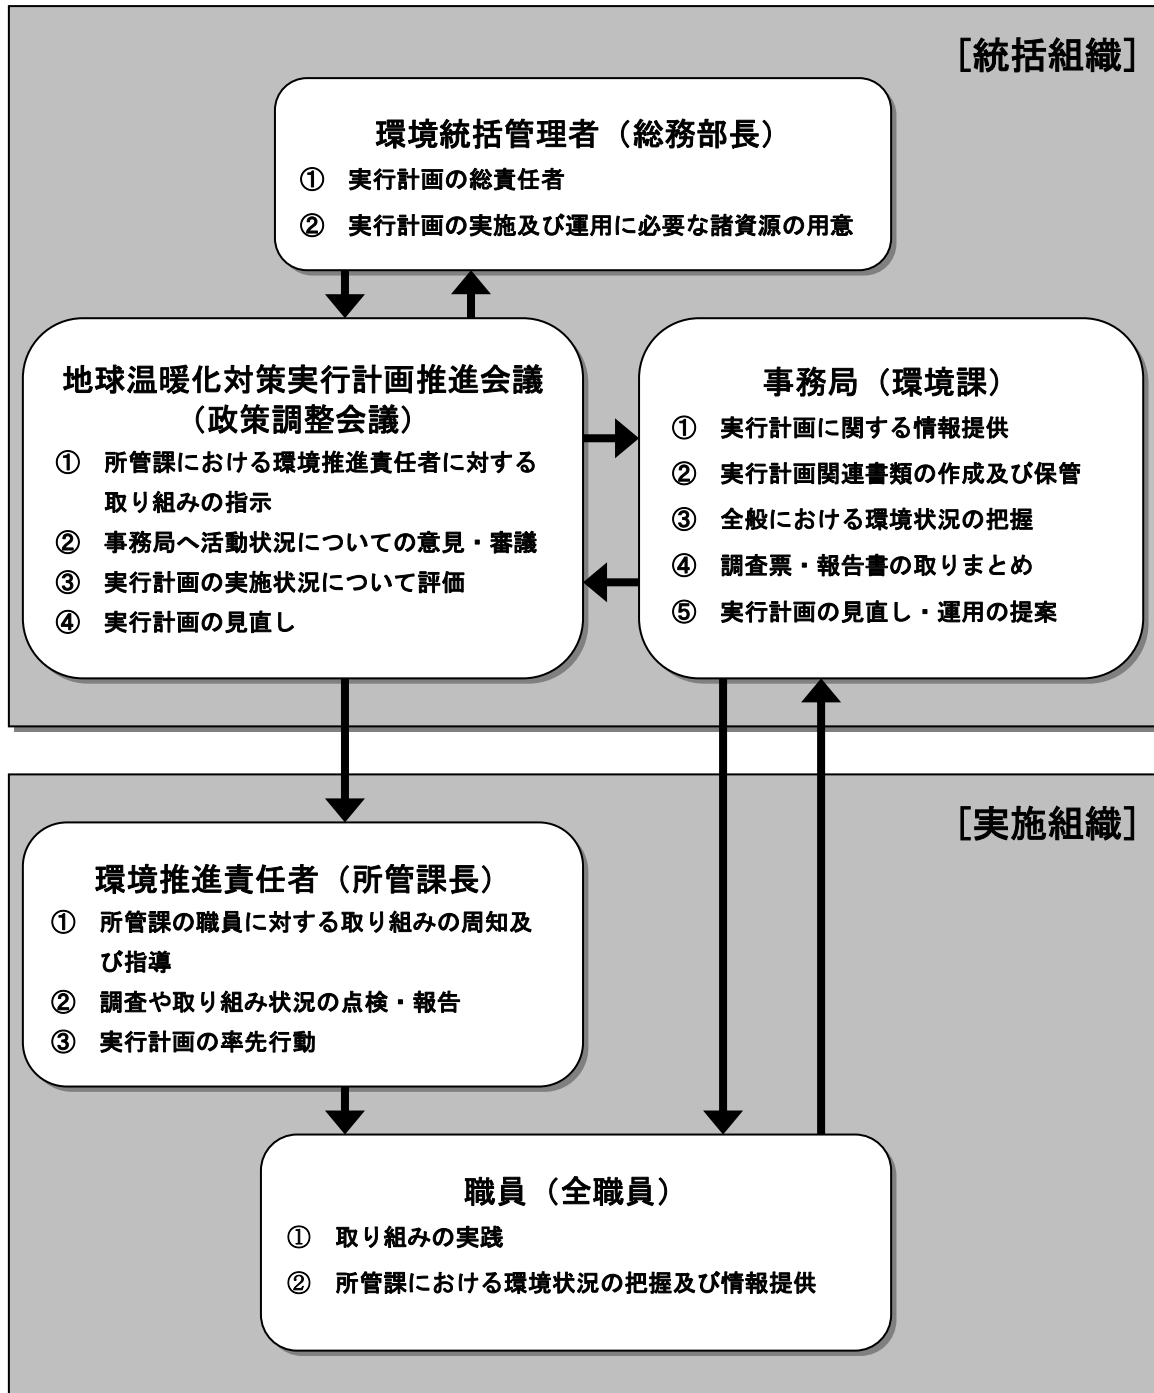 [統括組織]
環境統括管理者（総務部長）
① 実行計画の総責任者
② 実行計画の実施及び運用に必要な諸資源の用意
地球温暖化対策実行計画推進会議
（政策調整会議）
① 所管課における環境推進責任者に対する
取り組みの指示
② 事務局へ活動状況についての意見・審議
③ 実行計画の実施状況について評価
④ 実行計画の見直し
事務局（環境課）
① 実行計画に関する情報提供
② 実行計画関連書類の作成及び保管
③ 全般における環境状況の把握
④ 調査票・報告書の取りまとめ
⑤ 実行計画の見直し・運用の提案
[実施組織]
環境推進責任者（所管課長）
① 所管課の職員に対する取り組みの周知及
び指導
② 調査や取り組み状況の点検・報告
③ 実行計画の率先行動
職員（全職員）
① 取り組みの実践
② 所管課における環境状況の把握及び情報提供